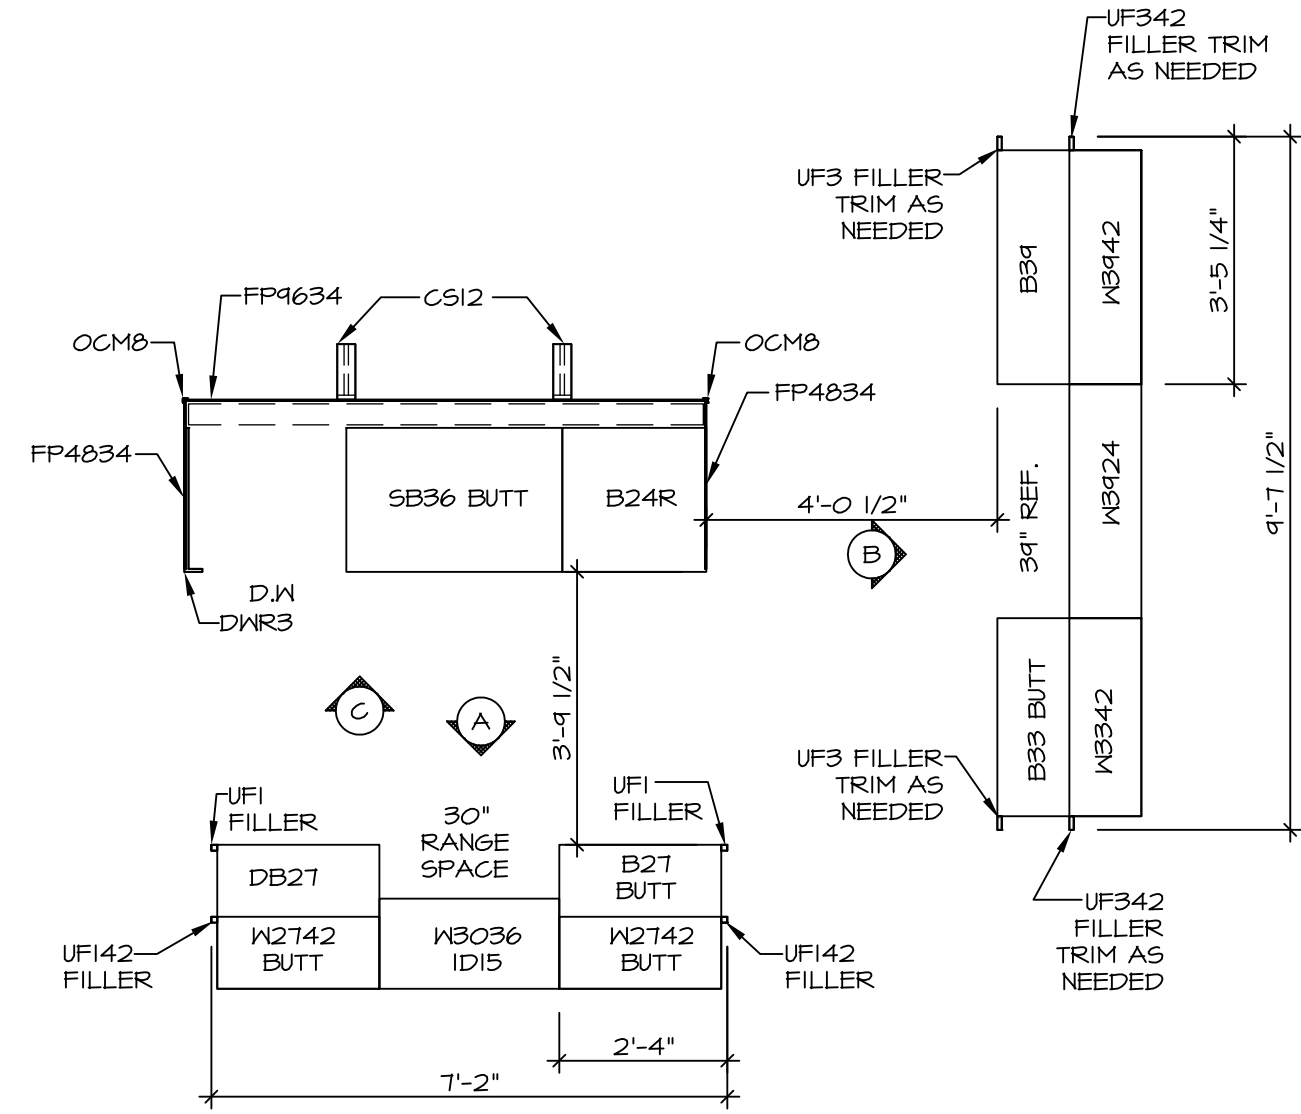 UF342
FILLER TRIM
AS NEEDED
UF3 FILLER
TRIM AS
NEEDED
B39
W3942
3'-5 1/4"
9'-7 1/2"
FP9634
CS12
OCM8
OCM8
FP4834
FP4834
SB36 BUTT
B24R
4'-0 1/2"
B
39" REF.
W3924
D.W
DWR3
C
A
3'-9 1/2"
B33 BUTT
W3342
UF3 FILLER
TRIM AS
NEEDED
UF1
FILLER
UF1
FILLER
30"
RANGE
SPACE
DB27
B27
BUTT
W2742
BUTT
W3036
1D15
W2742
BUTT
UF142
FILLER
UF142
FILLER
UF342
FILLER
TRIM AS
NEEDED
2'-4"
7'-2"